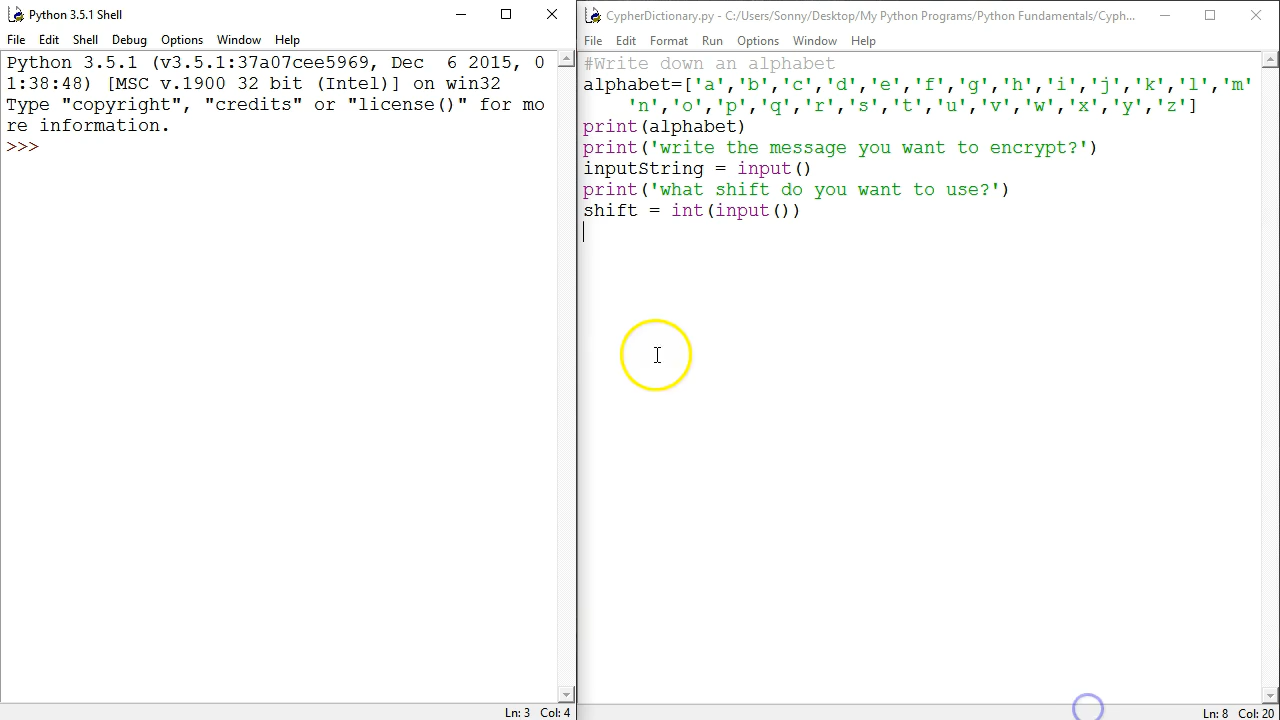 Python 3.5.1 Shell
File Edit Shell Debug Options Window Help
Python 3.5.1 (v3.5.1:37a07cee5969, Dec  6 2015, 0
1:38:48) [MSC v.1900 32 bit (Intel)] on win32
Type "copyright", "credits" or "license()" for mo
re information.
>>>
Ln: 3 Col: 4
CypherDictionary.py - C:/Users/Sonny/Desktop/My Python Programs/Python Fundamentals/Cyph...
File Edit Format Run Options Window Help
#Write down an alphabet
alphabet=['a','b','c','d','e','f','g','h','i','j','k','l','m'
'n','o','p','q','r','s','t','u','v','w','x','y','z']
print(alphabet)
print('write the message you want to encrypt?')
inputString = input()
print('what shift do you want to use?')
shift = int(input())
Ln: 8 Col: 20